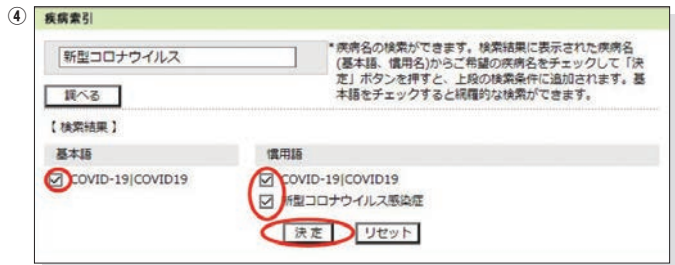 ④
疾病索引
新型コロナウイルス
*疾病名の検索ができます。検索結果に表示された疾病名
(基本語、慣用名)からご希望の疾病名をチェックして「決
定」ボタンを押すと、上段の検索条件に追加されます。基
本語をチェックすると網羅的な検索ができます。
調べる
【 検索結果 】
基本語 慣用語
COVID-19|COVID19 COVID-19|COVID19
新型コロナウイルス感染症
決 定 リセット